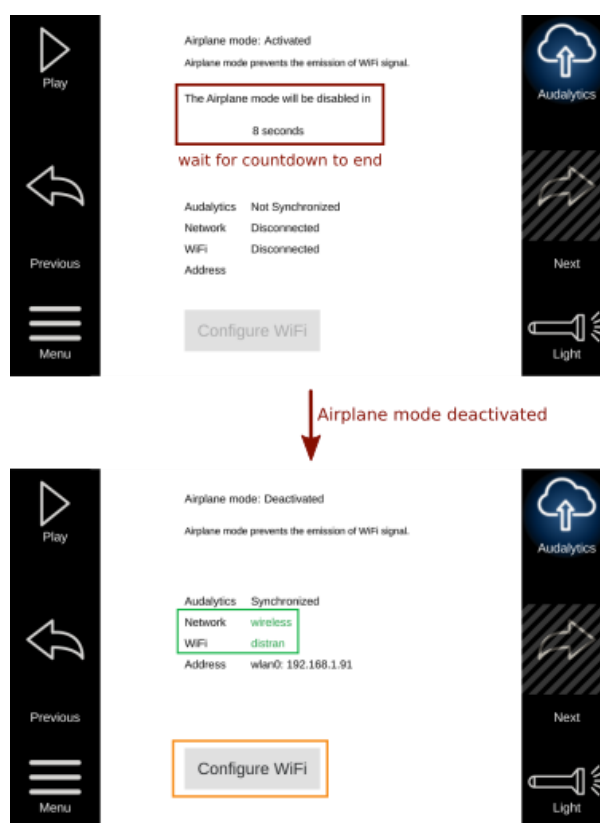 Play
Airplane mode: Activated
Airplane mode prevents the emission of WiFi signal.
The Airplane mode will be disabled in
8 seconds
wait for countdown to end
Audalytics
Previous
Audalytics Not Synchronized
Network Disconnected
WiFi Disconnected
Address
Next
Menu
Configure WiFi
Light
Airplane mode deactivated
Play
Airplane mode: Deactivated
Airplane mode prevents the emission of WiFi signal.
Audalytics
Audalytics Synchronized
Network wireless
WiFi distran
Address wlan0: 192.168.1.91
Previous
Next
Menu
Configure WiFi
Light